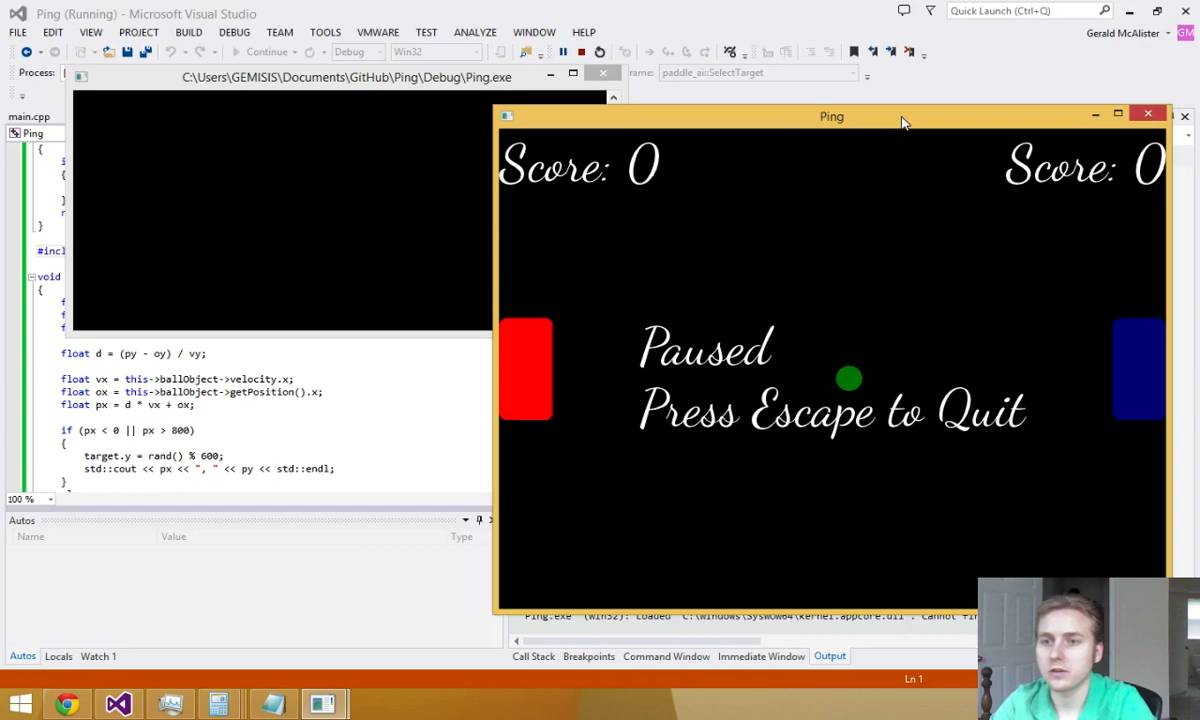 Ping (Running) - Microsoft Visual Studio
Quick Launch (Ctrl+Q)
FILE EDIT VIEW PROJECT BUILD DEBUG TEAM TOOLS VMWARE TEST ANALYZE WINDOW HELP
Gerald McAlister
GM
Continue
Debug
Win32
Process:
C:\Users\GEMISIS\Documents\GitHub\Ping\Debug\Ping.exe
rame:
paddle_ai::SelectTarget
main.cpp
Ping
Ping
Score: 0
Score: 0
{
{
}
}
#incl
void
{
float d = (py - oy) / vy;
float vx = this->ballObject->velocity.x;
float ox = this->ballObject->getPosition().x;
float px = d * vx + ox;
if (px < 0 || px > 800)
{
target.y = rand() % 600;
std::cout << px << ", " << py << std::endl;
}
Paused
Press Escape to Quit
100 %
Autos
Name Value Type
Autos Locals Watch 1
Call Stack Breakpoints Command Window Immediate Window Output
Ln 1